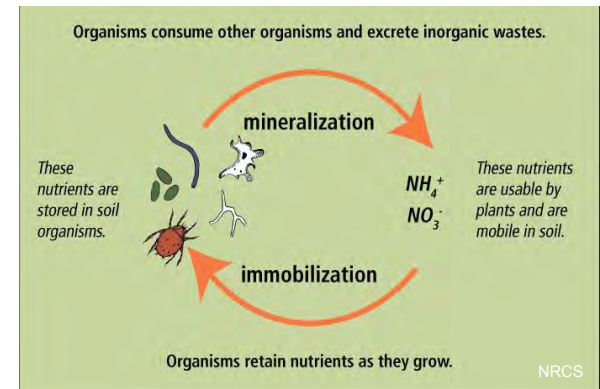 Organisms consume other organisms and excrete inorganic wastes.
mineralization
These
nutrients are
stored in soil
organisms.
NH₄⁺
NO₃⁻
These nutrients
are usable by
plants and are
mobile in soil.
immobilization
Organisms retain nutrients as they grow.
NRCS